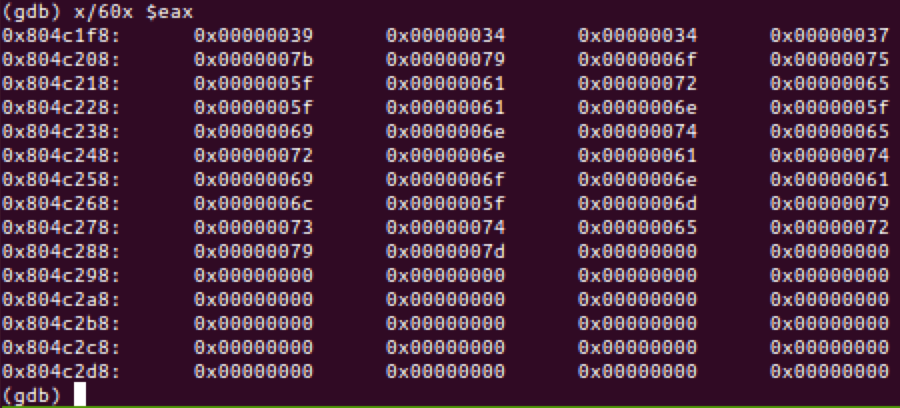 (gdb) x/60x $eax
0x804c1f8: 0x00000039 0x00000034 0x00000034 0x00000037
0x804c208: 0x0000007b 0x00000079 0x0000006f 0x00000075
0x804c218: 0x0000005f 0x00000061 0x00000072 0x00000065
0x804c228: 0x0000005f 0x00000061 0x0000006e 0x0000005f
0x804c238: 0x00000069 0x0000006e 0x00000074 0x00000065
0x804c248: 0x00000072 0x0000006e 0x00000061 0x00000074
0x804c258: 0x00000069 0x0000006f 0x0000006e 0x00000061
0x804c268: 0x0000006c 0x0000005f 0x0000006d 0x00000079
0x804c278: 0x00000073 0x00000074 0x00000065 0x00000072
0x804c288: 0x00000079 0x0000007d 0x00000000 0x00000000
0x804c298: 0x00000000 0x00000000 0x00000000 0x00000000
0x804c2a8: 0x00000000 0x00000000 0x00000000 0x00000000
0x804c2b8: 0x00000000 0x00000000 0x00000000 0x00000000
0x804c2c8: 0x00000000 0x00000000 0x00000000 0x00000000
0x804c2d8: 0x00000000 0x00000000 0x00000000 0x00000000
(gdb)